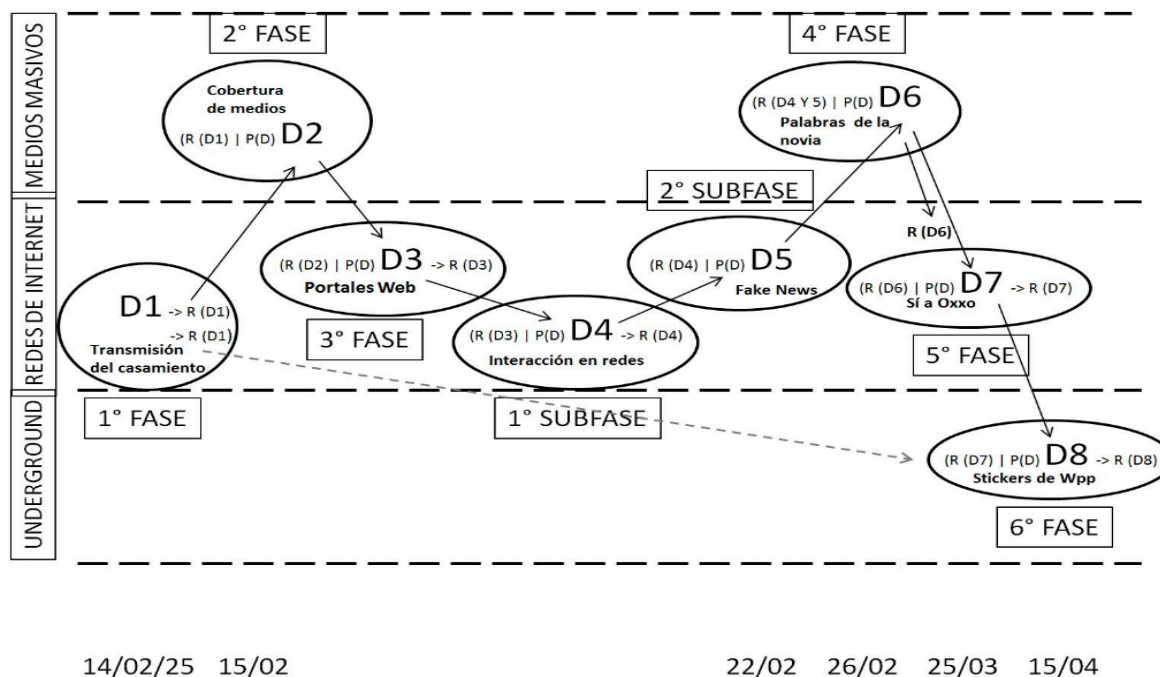 MEDIOS MASIVOS
REDES DE INTERNET
UNDERGROUND
2° FASE
Cobertura
de medios
(R (D1) | P(D) D2
4° FASE
(R (D4 Y 5) | P(D) D6
Palabras de la
novia
2° SUBFASE
R (D6)
D1 -> R (D1)
-> R (D1)
Transmisión
del casamiento
1° FASE
(R (D2) | P(D) D3 -> R (D3)
Portales Web
3° FASE
(R (D3) | P(D) D4 -> R (D4)
Interacción en redes
1° SUBFASE
(R (D4) | P(D) D5
Fake News
(R (D6) | P(D) D7 -> R (D7)
Sí a Oxxo
5° FASE
(R (D7) | P(D) D8 -> R (D8)
Stickers de Wpp
6° FASE
14/02/25 15/02 22/02 26/02 25/03 15/04